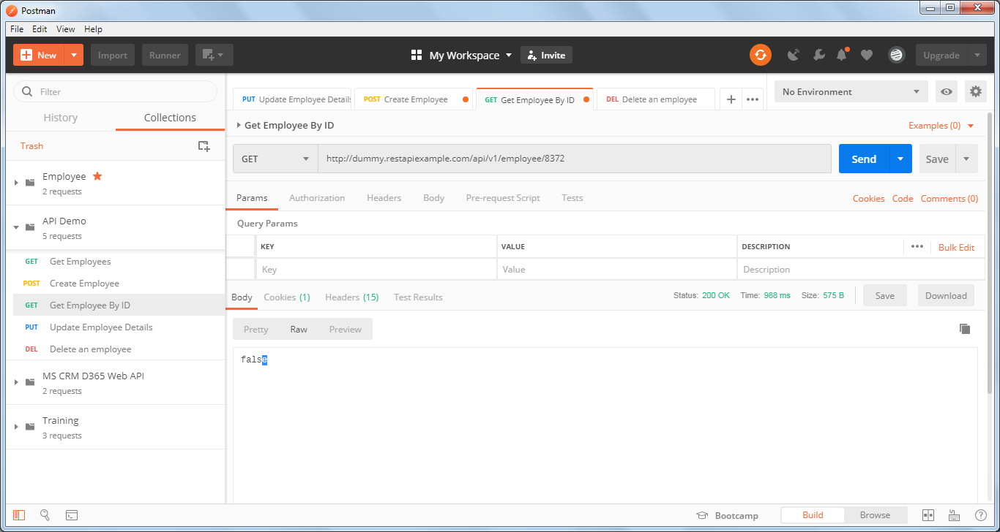 Postman
File Edit View Help
New Import Runner My Workspace Invite Upgrade
Filter
History Collections
Trash
Employee
2 requests
API Demo
5 requests
GET Get Employees
POST Create Employee
GET Get Employee By ID
PUT Update Employee Details
DEL Delete an employee
MS CRM D365 Web API
2 requests
Training
3 requests
PUT Update Employee Details POST Create Employee GET Get Employee By ID DEL Delete an employee
No Environment
Get Employee By ID Examples (0)
GET http://dummy.restapiexample.com/api/v1/employee/8372 Send Save
Params Authorization Headers Body Pre-request Script Tests Cookies Code Comments (0)
Query Params
KEY VALUE DESCRIPTION Bulk Edit
Key Value Description
Body Cookies (1) Headers (15) Test Results Status: 200 OK Time: 988 ms Size: 575 B Save Download
Pretty Raw Preview
false
Bootcamp Build Browse